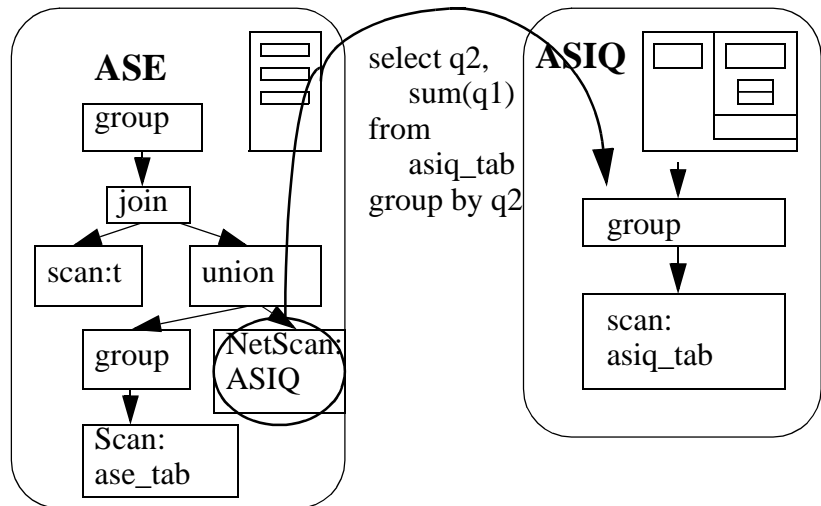 ASE
group
join
scan:t
union
group
NetScan:
ASIQ
Scan:
ase_tab
select q2,
sum(q1)
from
asiq_tab
group by q2
ASIQ
group
scan:
asiq_tab